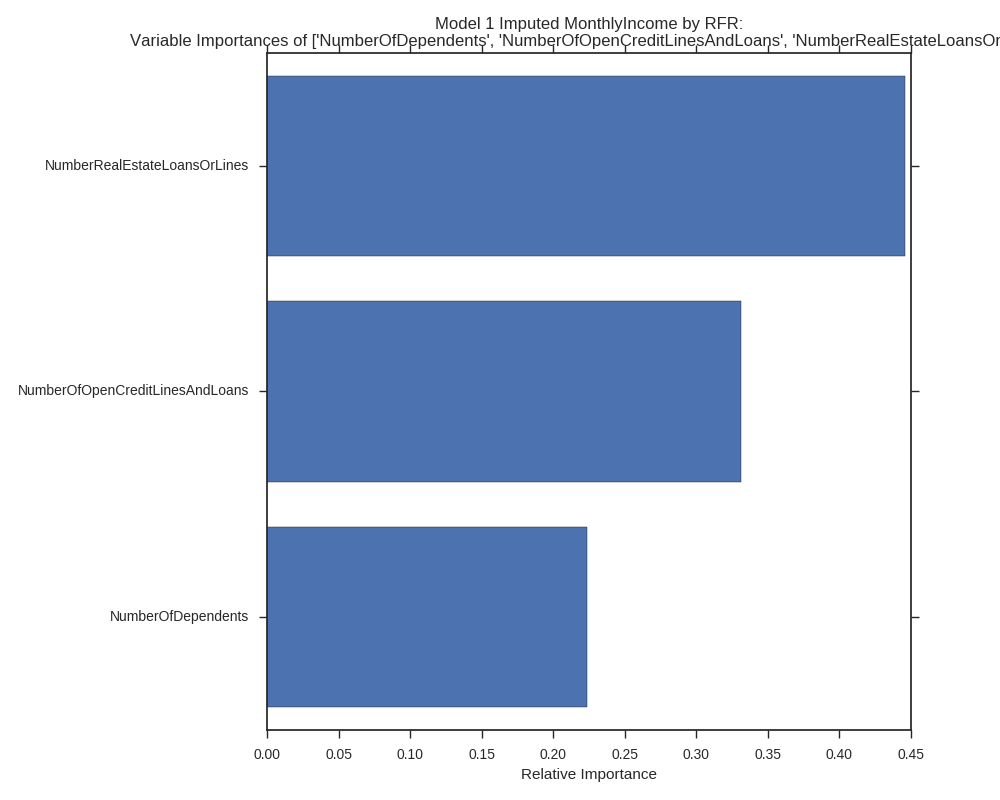 Model 1 Imputed MonthlyIncome by RFR:
Variable Importances of ['NumberOfDependents', 'NumberOfOpenCreditLinesAndLoans', 'NumberRealEstateLoansOr
NumberRealEstateLoansOrLines
NumberOfOpenCreditLinesAndLoans
NumberOfDependents
0.00 0.05 0.10 0.15 0.20 0.25 0.30 0.35 0.40 0.45
Relative Importance